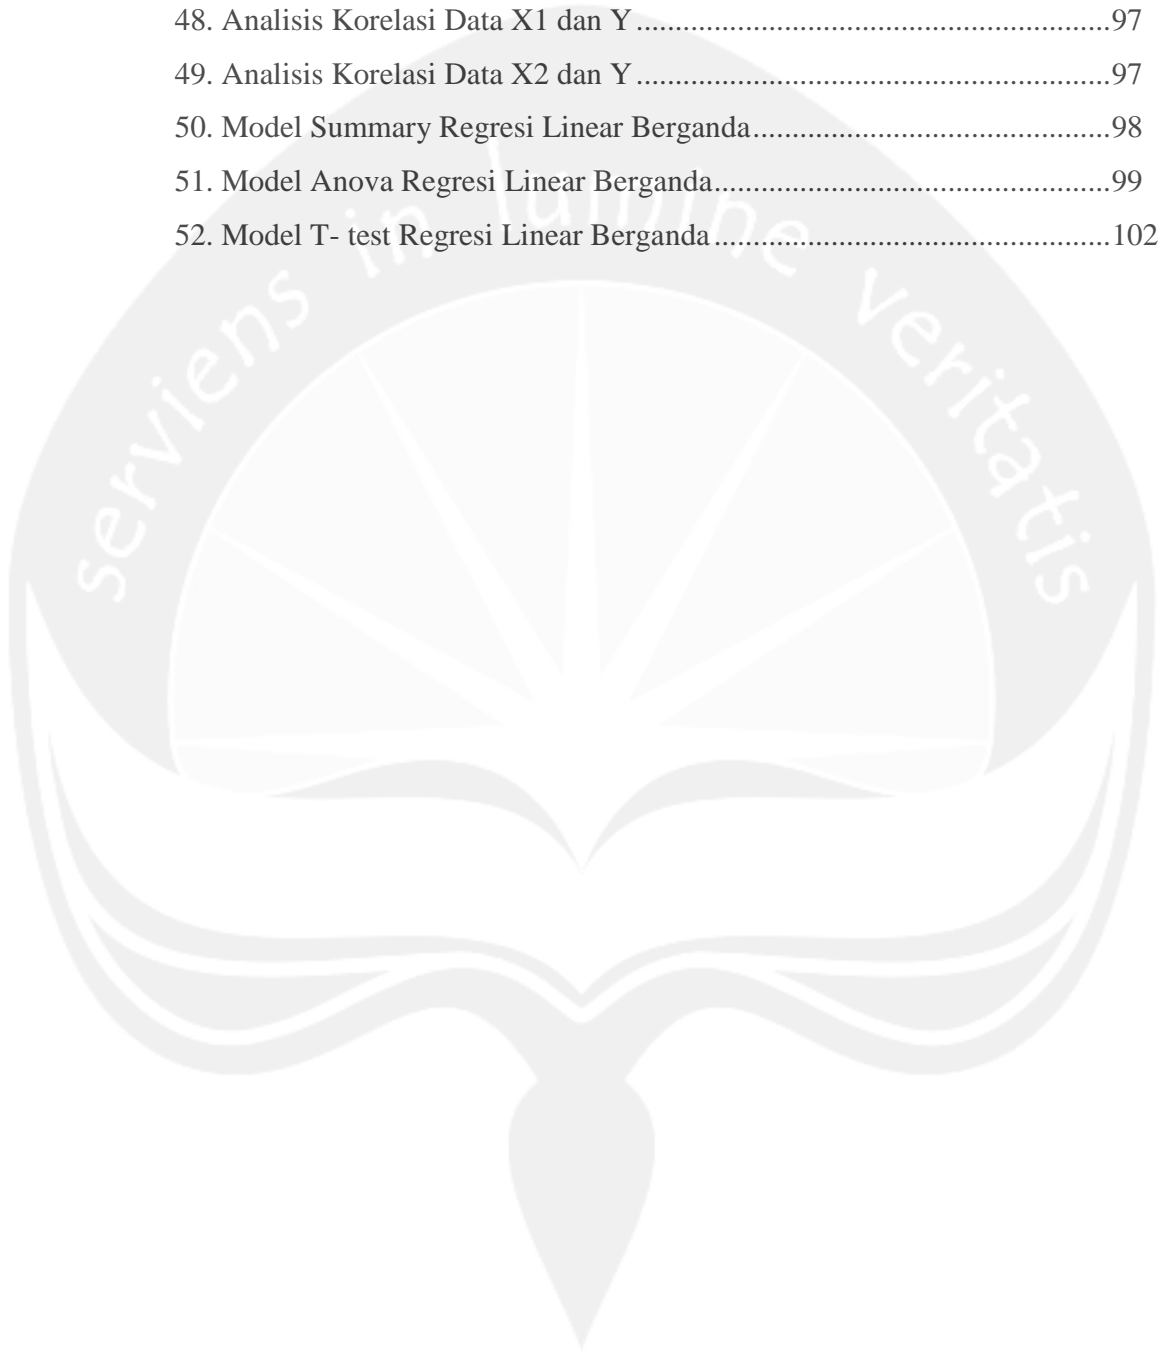 48. Analisis Korelasi Data X1 dan Y.............................................................97
49. Analisis Korelasi Data X2 dan Y.............................................................97
50. Model Summary Regresi Linear Berganda..............................................98
51. Model Anova Regresi Linear Berganda...................................................99
52. Model T- test Regresi Linear Berganda...................................................102
serviens in lumine veritatis